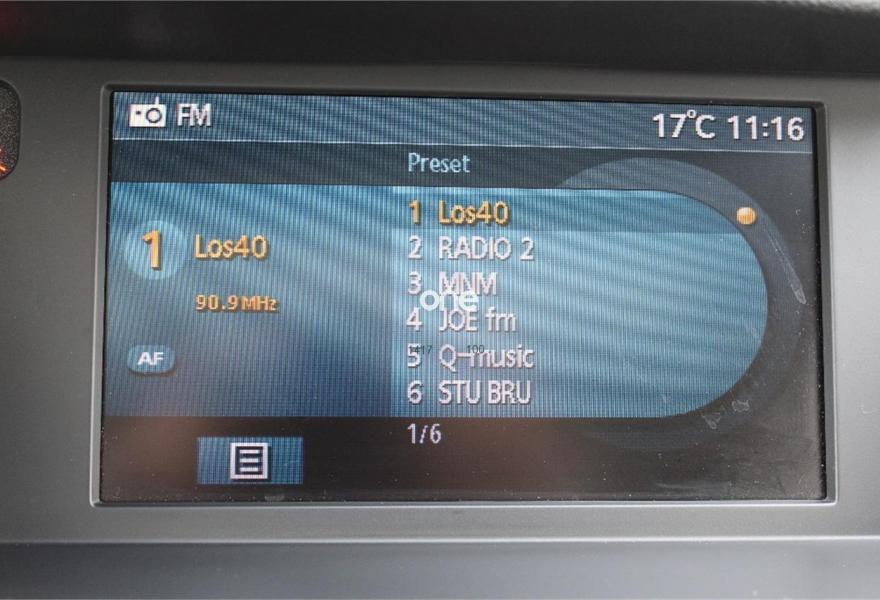 FM
17°C 11:16
Preset
1 Los40
90.9 MHz
AF
1 Los40
2 RADIO 2
3 MNM
one
4 JOE fm
5 Q-music
6 STU BRU
1/6